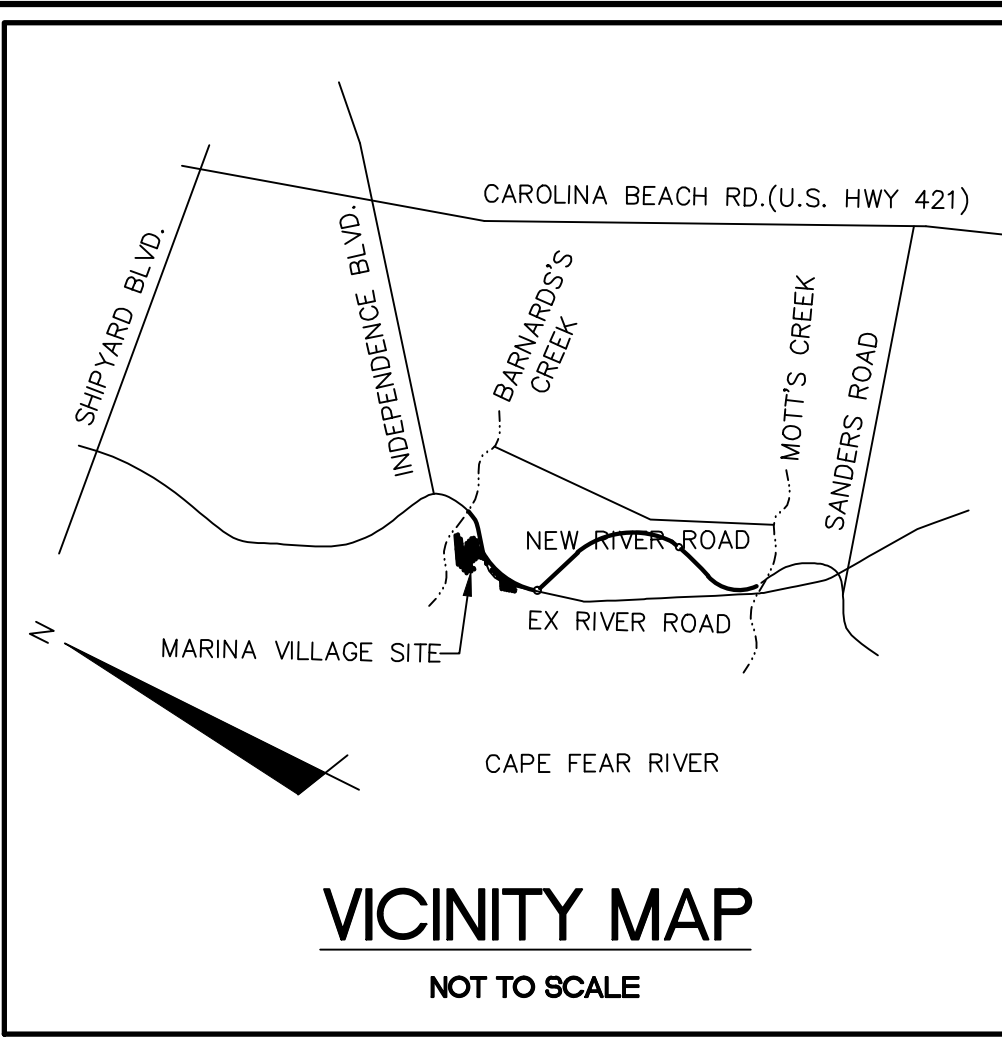 CAROLINA BEACH RD.(U.S. HWY 421)
SHIPYARD BLVD.
INDEPENDENCE BLVD.
BARNARDS'S
CREEK
MOTT'S CREEK
SANDERS ROAD
NEW RIVER ROAD
EX RIVER ROAD
N
MARINA VILLAGE SITE
CAPE FEAR RIVER
VICINITY MAP
NOT TO SCALE